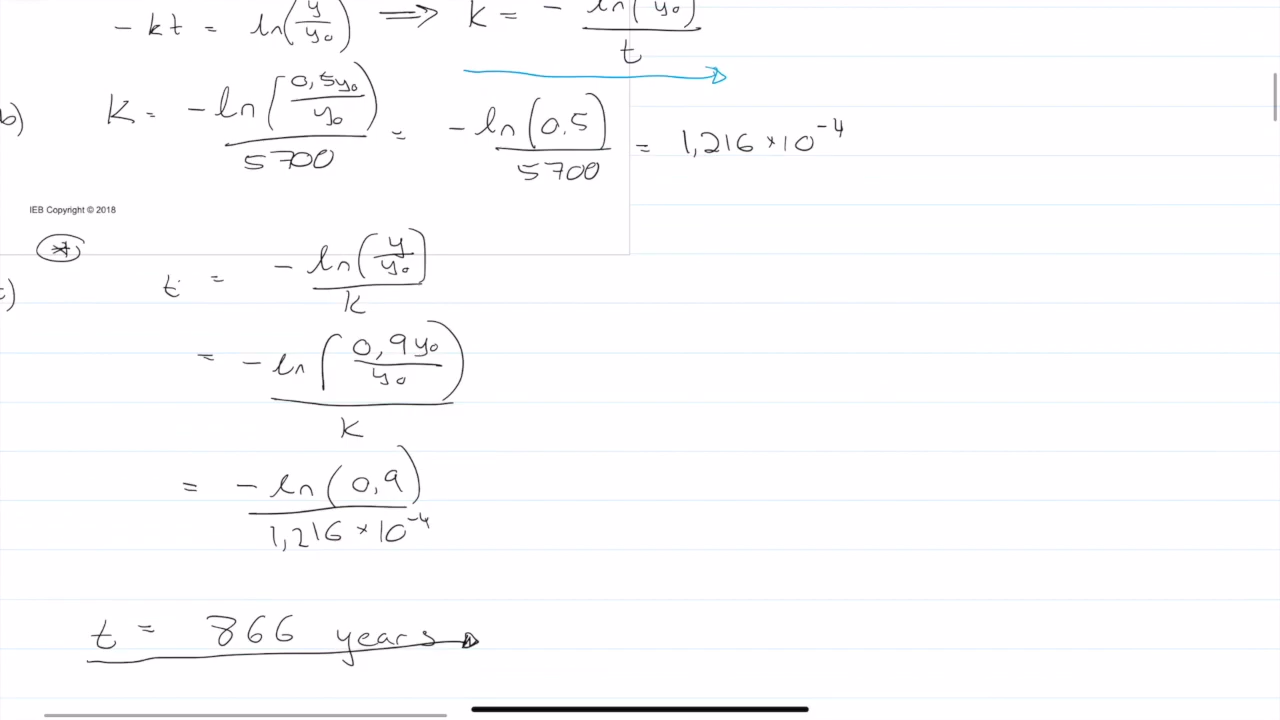 - kt = ln(y/y₀) ⟹ k = - ln(y₀)/t
b) K = -ln(0,5y₀/y₀)/5700 = -ln(0.5)/5700 = 1,216 × 10⁻⁴
IEB Copyright © 2018
*
t = - ln(y/y₀)/k
= - ln(0,9y₀/y₀)/k
= - ln(0,9)/1,216 × 10⁻⁴
t = 866 years